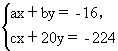 ax + by = -16,
cx + 20y = -224